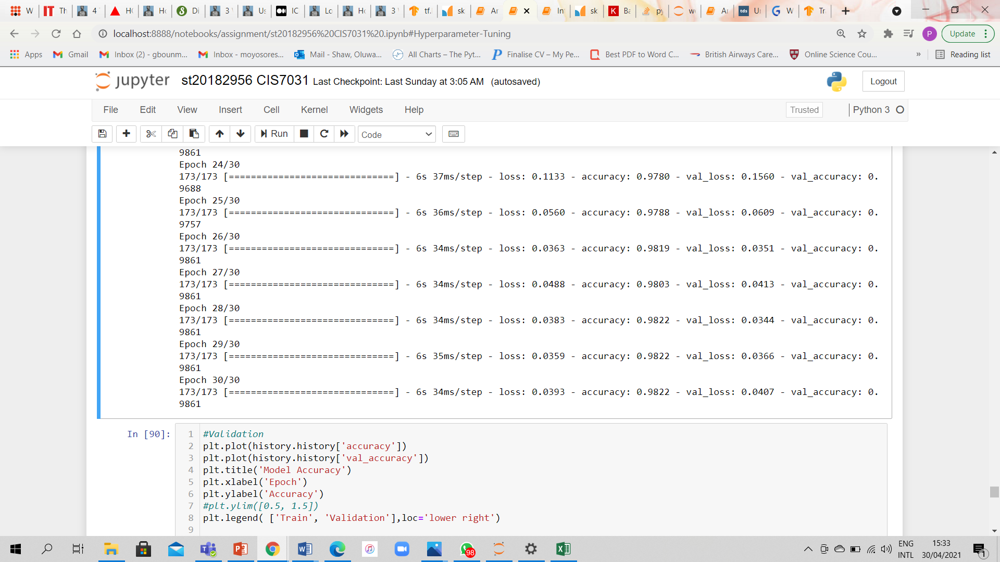 W
Th
4
HO
Ho
Di
3
Us
IC
Lo
Ho
3
tf.
sk
Ar
In
sk
Ba
py
we
Ar
tds
Ur
W
Tr
localhost:8888/notebooks/assignment/st20182956%20CIS7031%20.ipynb#Hyperparameter-Tuning
P
Update
Apps
Gmail
Inbox (2) - gbounm...
Inbox - moyosores...
Mail - Shaw, Oluwa...
All Charts – The Pyt...
Finalise CV – My Pe...
Best PDF to Word C...
British Airways Care...
Online Science Cou...
»
Reading list
jupyter st20182956 CIS7031 Last Checkpoint: Last Sunday at 3:05 AM (autosaved)
Logout
File Edit View Insert Cell Kernel Widgets Help
Trusted
Python 3
Run
Code
9861
Epoch 24/30
173/173 [==============================] - 6s 37ms/step - loss: 0.1133 - accuracy: 0.9780 - val_loss: 0.1560 - val_accuracy: 0.
9688
Epoch 25/30
173/173 [==============================] - 6s 36ms/step - loss: 0.0560 - accuracy: 0.9788 - val_loss: 0.0609 - val_accuracy: 0.
9757
Epoch 26/30
173/173 [==============================] - 6s 34ms/step - loss: 0.0363 - accuracy: 0.9819 - val_loss: 0.0351 - val_accuracy: 0.
9861
Epoch 27/30
173/173 [==============================] - 6s 34ms/step - loss: 0.0488 - accuracy: 0.9803 - val_loss: 0.0413 - val_accuracy: 0.
9861
Epoch 28/30
173/173 [==============================] - 6s 34ms/step - loss: 0.0383 - accuracy: 0.9822 - val_loss: 0.0344 - val_accuracy: 0.
9861
Epoch 29/30
173/173 [==============================] - 6s 35ms/step - loss: 0.0359 - accuracy: 0.9822 - val_loss: 0.0366 - val_accuracy: 0.
9861
Epoch 30/30
173/173 [==============================] - 6s 34ms/step - loss: 0.0393 - accuracy: 0.9822 - val_loss: 0.0407 - val_accuracy: 0.
9861
In [90]:
1 #Validation
2 plt.plot(history.history['accuracy'])
3 plt.plot(history.history['val_accuracy'])
4 plt.title('Model Accuracy')
5 plt.xlabel('Epoch')
6 plt.ylabel('Accuracy')
7 #plt.ylim([0.5, 1.5])
8 plt.legend( ['Train', 'Validation'],loc='lower right')
9
98
ENG
INTL
15:33
30/04/2021
1